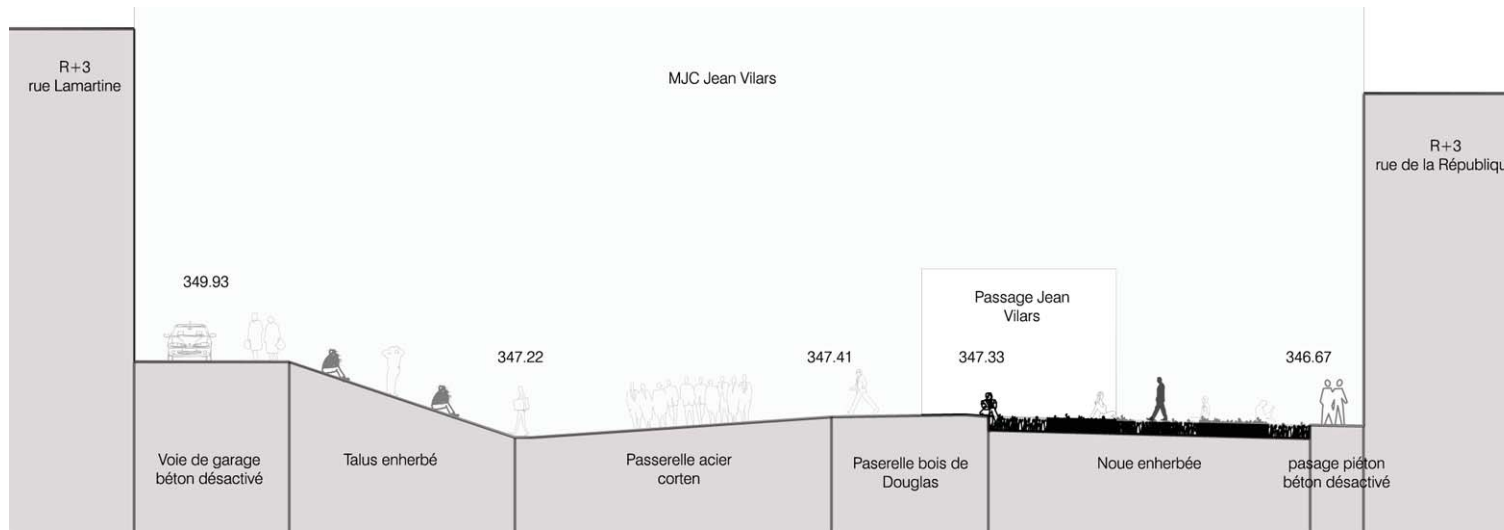 R+3
rue Lamartine
MJC Jean Vilars
R+3
rue de la Républiqu
349.93
Passage Jean
Vilars
347.22
347.41
347.33
346.67
Voie de garage
béton désactivé
Talus enherbé
Passerelle acier
corten
Paserelle bois de
Douglas
Noue enherbée
pasage piéton
béton désactivé